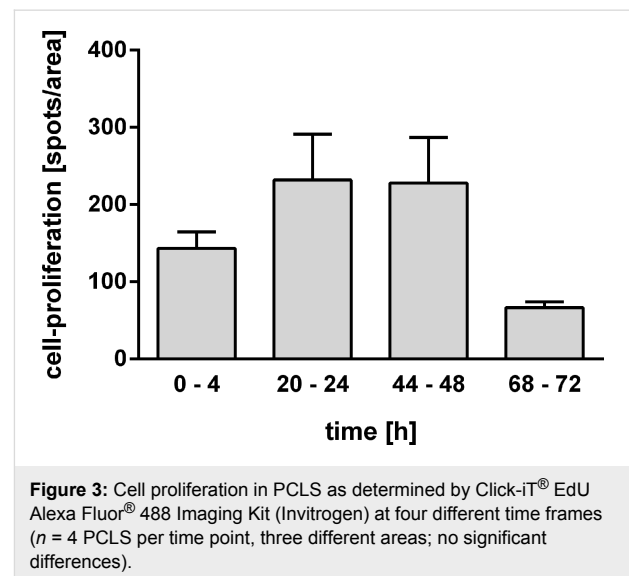 cell-proliferation [spots/area]
400
300
200
100
0
0 - 4 20 - 24 44 - 48 68 - 72
time [h]
Figure 3: Cell proliferation in PCLS as determined by Click-iT® EdU
Alexa Fluor® 488 Imaging Kit (Invitrogen) at four different time frames
(n = 4 PCLS per time point, three different areas; no significant
differences).